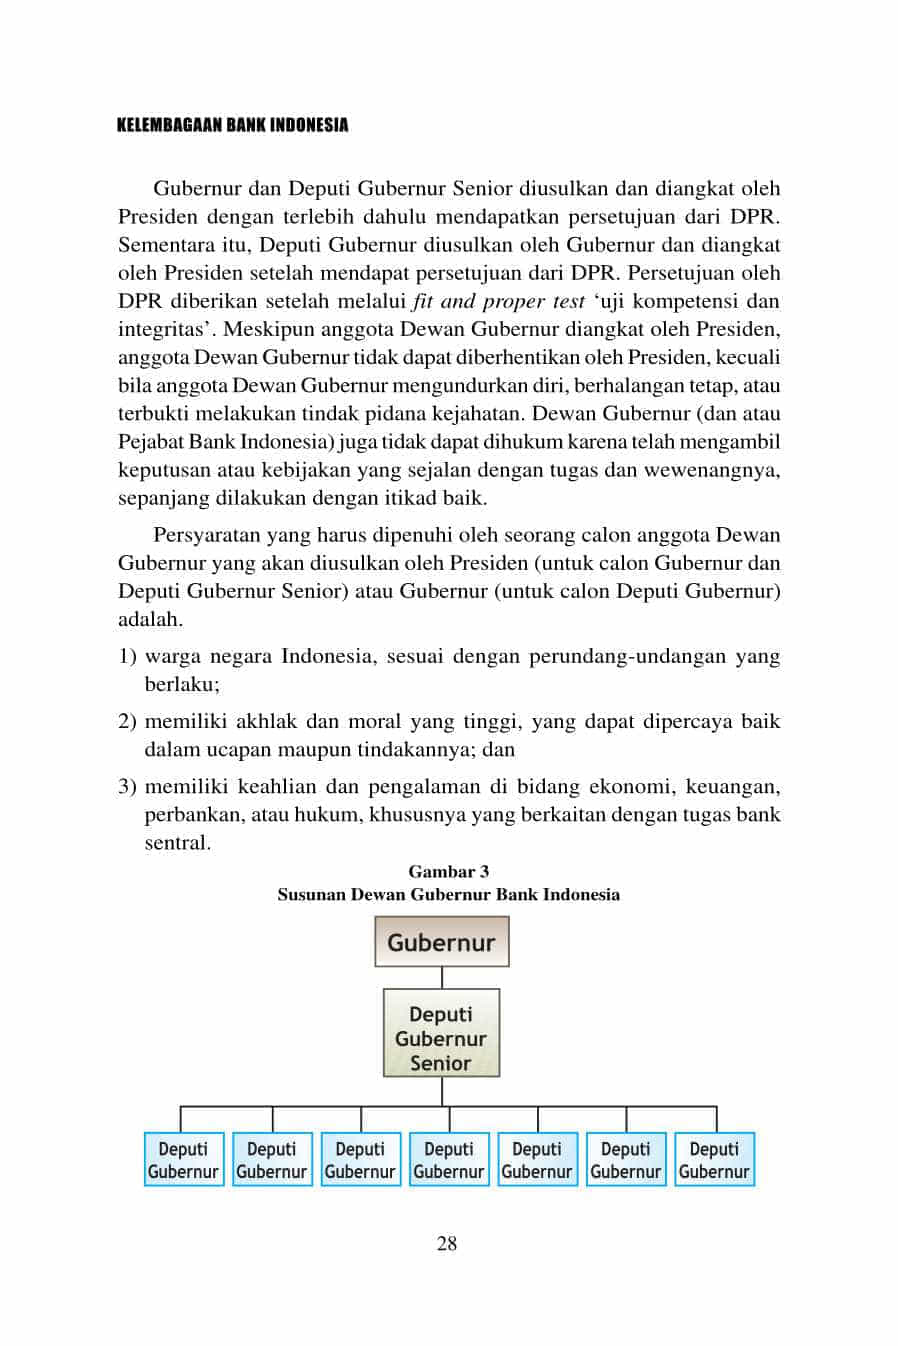 KELEMBAGAAN BANK INDONESIA
Gubernur dan Deputi Gubernur Senior diusulkan dan diangkat oleh
Presiden dengan terlebih dahulu mendapatkan persetujuan dari DPR.
Sementara itu, Deputi Gubernur diusulkan oleh Gubernur dan diangkat
oleh Presiden setelah mendapat persetujuan dari DPR. Persetujuan oleh
DPR diberikan setelah melalui fit and proper test ‘uji kompetensi dan
integritas’. Meskipun anggota Dewan Gubernur diangkat oleh Presiden,
anggota Dewan Gubernur tidak dapat diberhentikan oleh Presiden, kecuali
bila anggota Dewan Gubernur mengundurkan diri, berhalangan tetap, atau
terbukti melakukan tindak pidana kejahatan. Dewan Gubernur (dan atau
Pejabat Bank Indonesia) juga tidak dapat dihukum karena telah mengambil
keputusan atau kebijakan yang sejalan dengan tugas dan wewenangnya,
sepanjang dilakukan dengan itikad baik.
Persyaratan yang harus dipenuhi oleh seorang calon anggota Dewan
Gubernur yang akan diusulkan oleh Presiden (untuk calon Gubernur dan
Deputi Gubernur Senior) atau Gubernur (untuk calon Deputi Gubernur)
adalah.
1) warga negara Indonesia, sesuai dengan perundang-undangan yang
berlaku;
2) memiliki akhlak dan moral yang tinggi, yang dapat dipercaya baik
dalam ucapan maupun tindakannya; dan
3) memiliki keahlian dan pengalaman di bidang ekonomi, keuangan,
perbankan, atau hukum, khususnya yang berkaitan dengan tugas bank
sentral.
Gambar 3
Susunan Dewan Gubernur Bank Indonesia
Gubernur
Deputi
Gubernur
Senior
Deputi
Gubernur
Deputi
Gubernur
Deputi
Gubernur
Deputi
Gubernur
Deputi
Gubernur
Deputi
Gubernur
Deputi
Gubernur
28